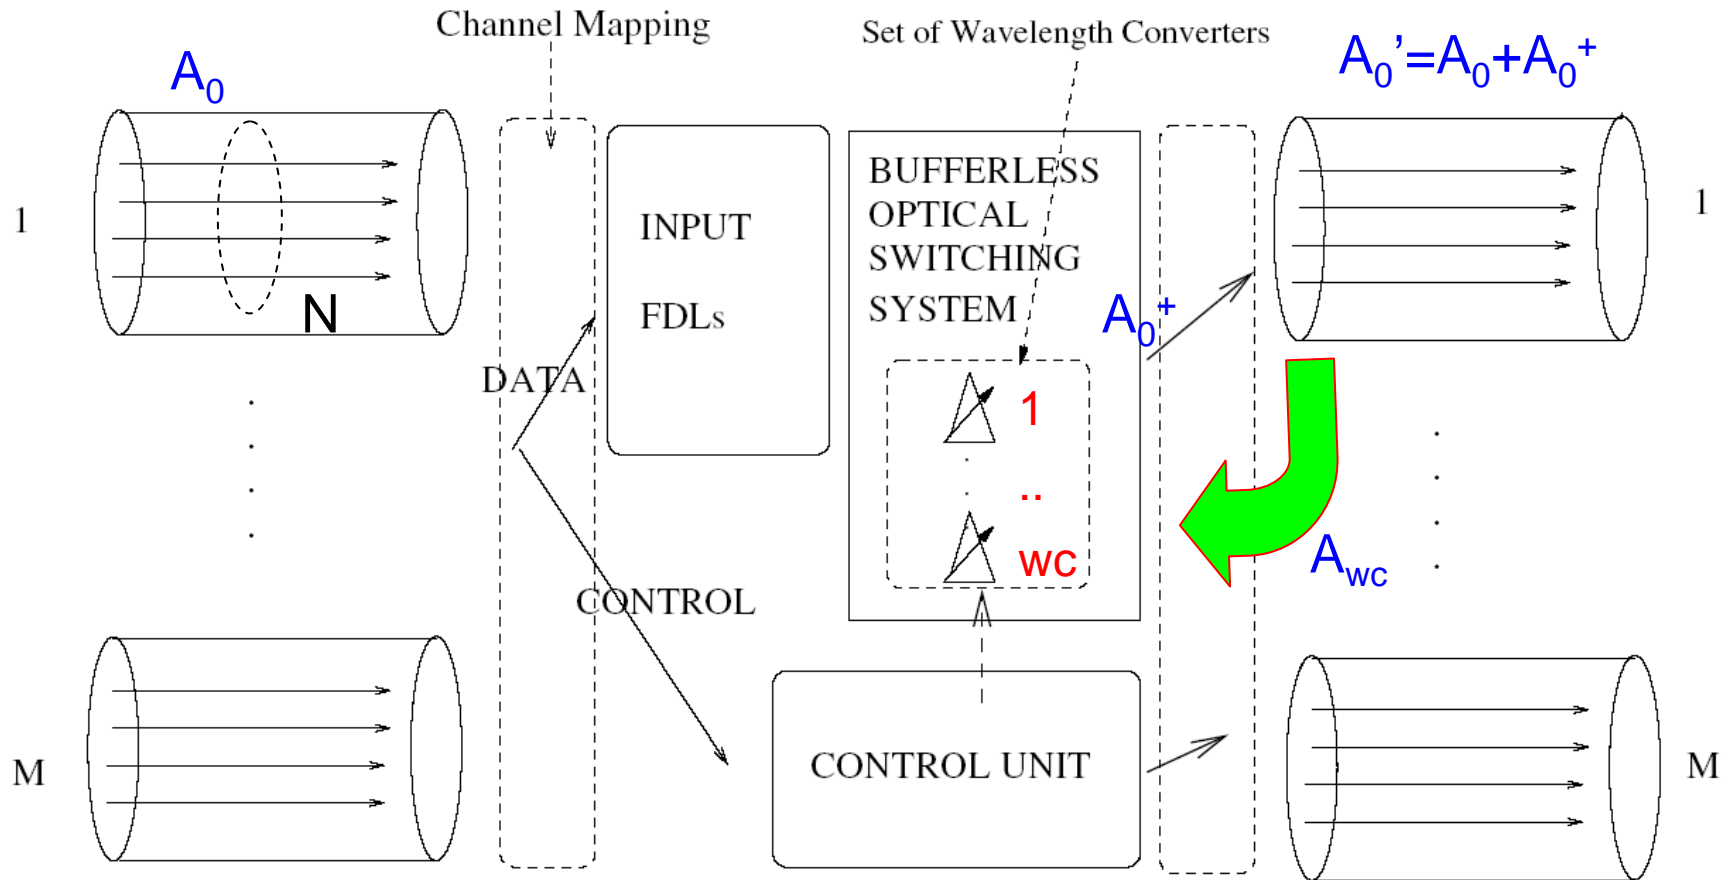 Channel Mapping
Set of Wavelength Converters
A₀
A₀’=A₀+A₀⁺
1
N
INPUT
FDLs
BUFFERLESS
OPTICAL
SWITCHING
SYSTEM
A₀⁺
1
DATA
1
..
wc
A_wc
CONTROL
M
CONTROL UNIT
M